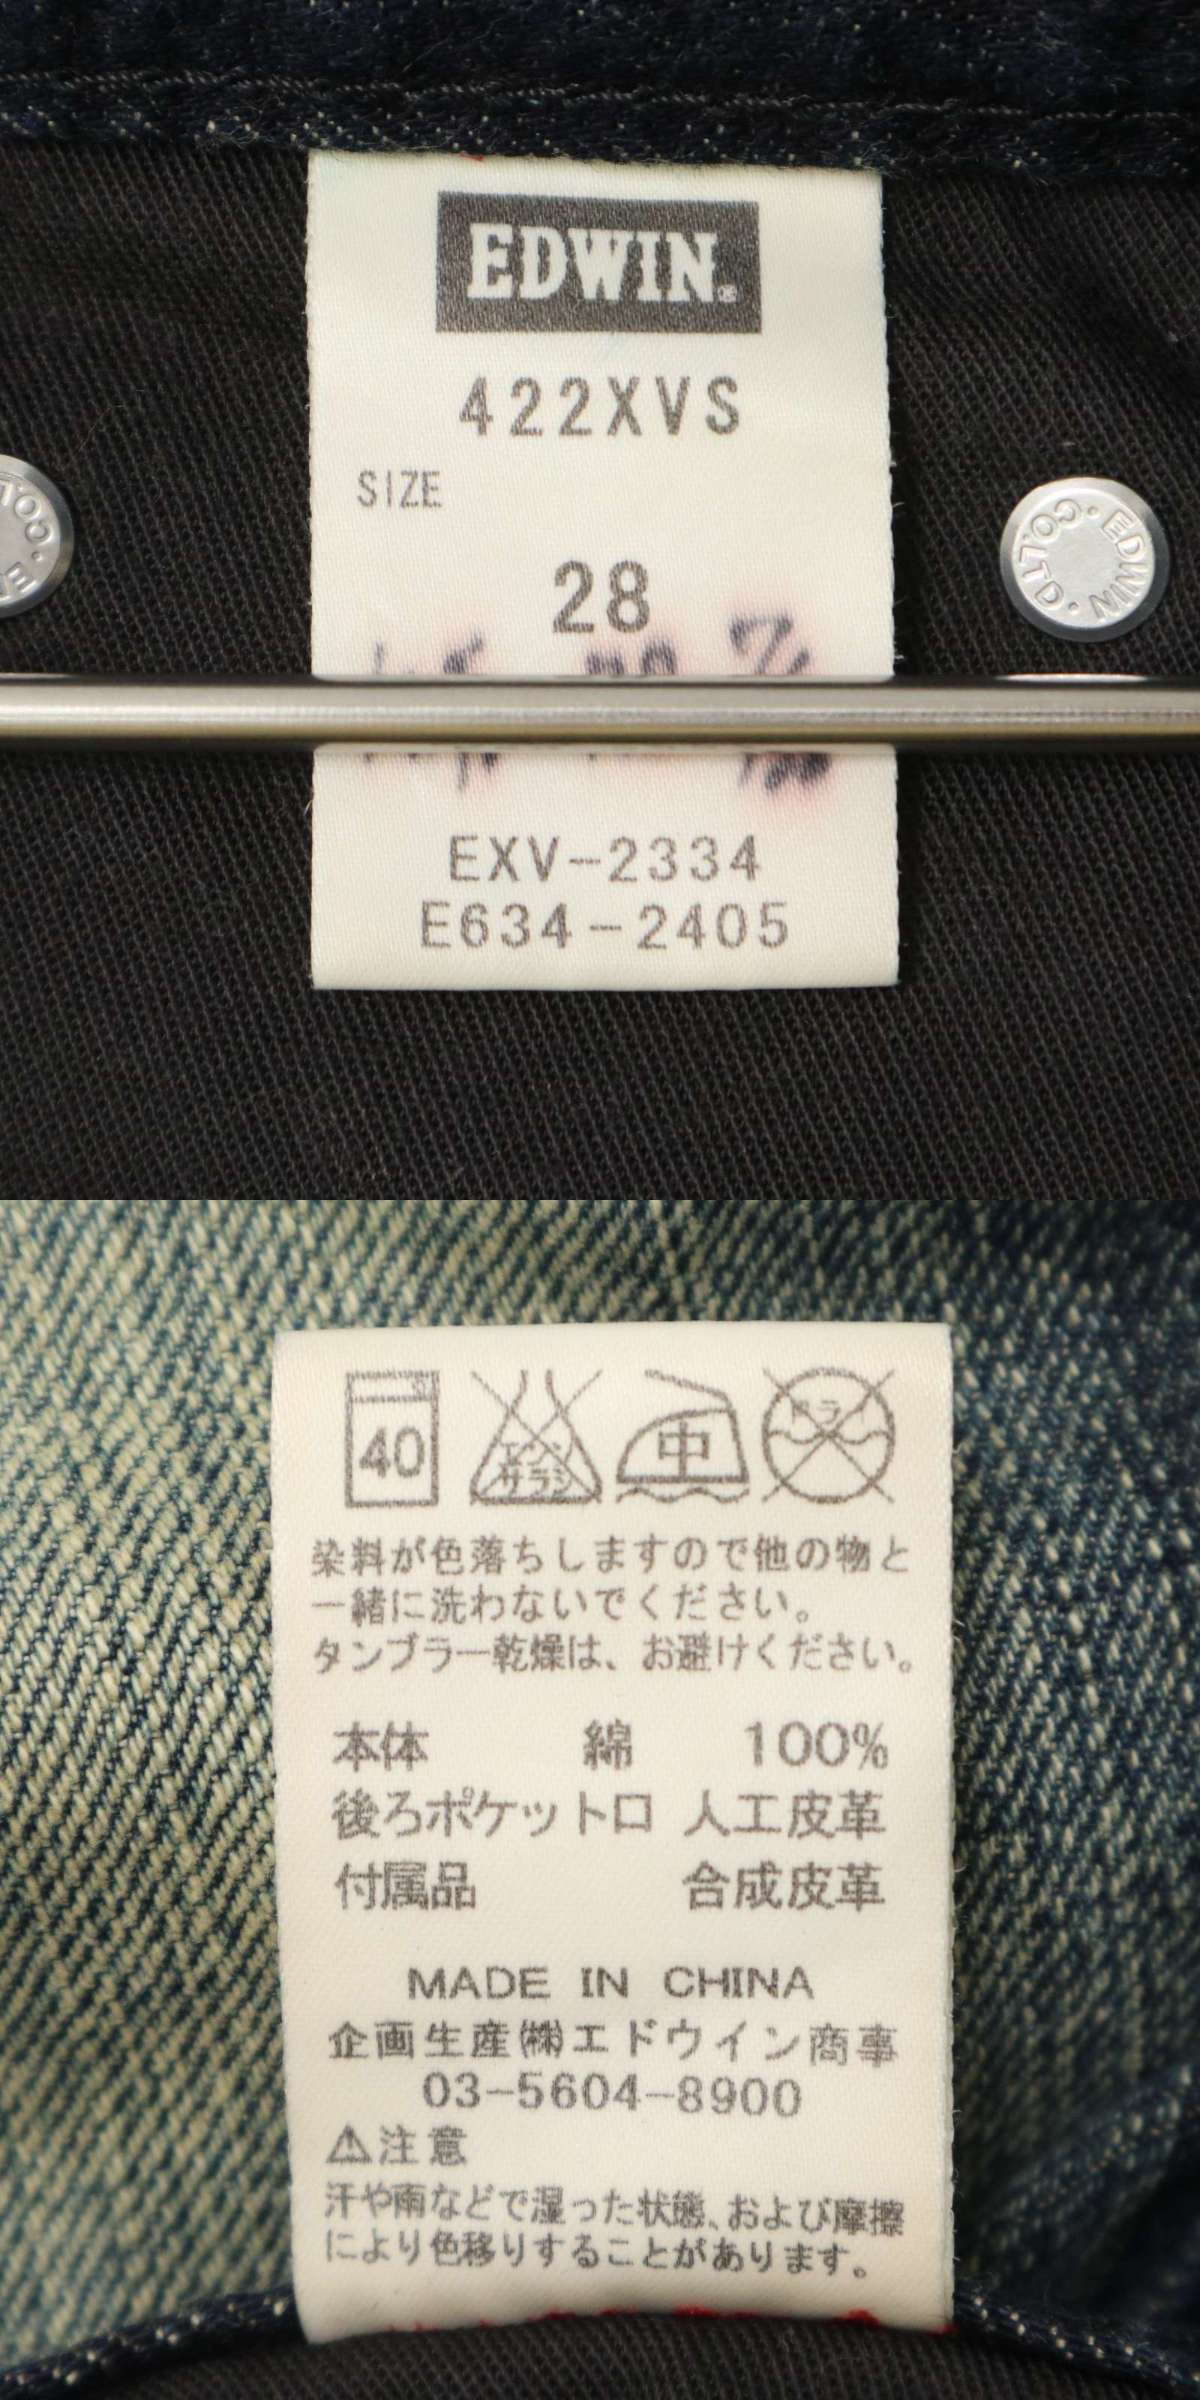 EDWIN®
422XVS
SIZE
28
EDWIN・CO.LTD・
EXV-2334
E634-2405
40
エンソ
サラシ
中
ドライ
染料が色落ちしますので他の物と
一緒に洗わないでください。
タンブラー乾燥は、お避けください。
本体 綿 100%
後ろポケット口 人工皮革
付属品 合成皮革
MADE IN CHINA
企画生産㈱エドウイン商事
03-5604-8900
⚠注意
汗や雨などで湿った状態、および摩擦
により色移りすることがあります。